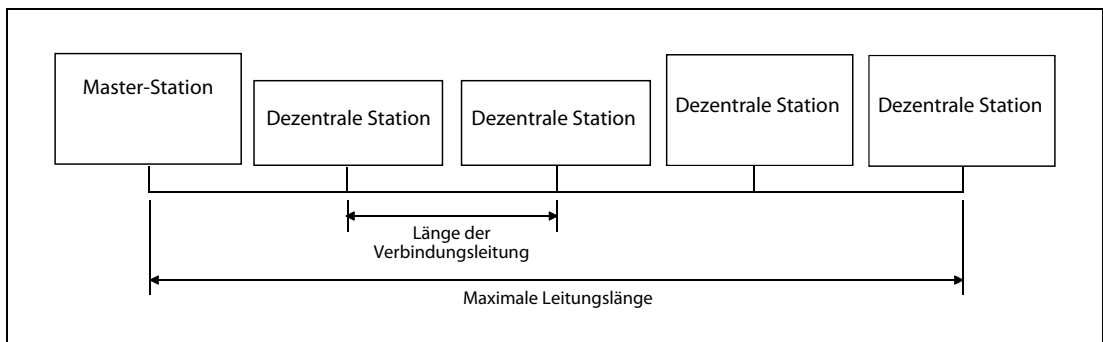 Master-Station
Dezentrale Station
Dezentrale Station
Dezentrale Station
Dezentrale Station
Länge der
Verbindungsleitung
Maximale Leitungslänge